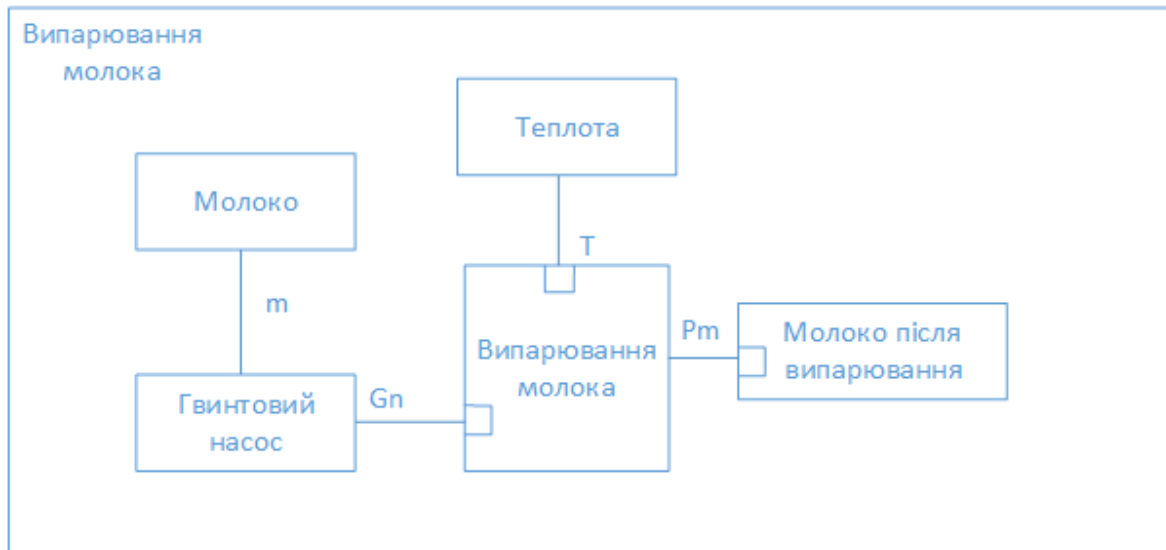 Випарювання
молока
Теплота
Молоко
T
m
Випарювання
молока
Pm
Молоко після
випарювання
Гвинтовий
насос
Gn